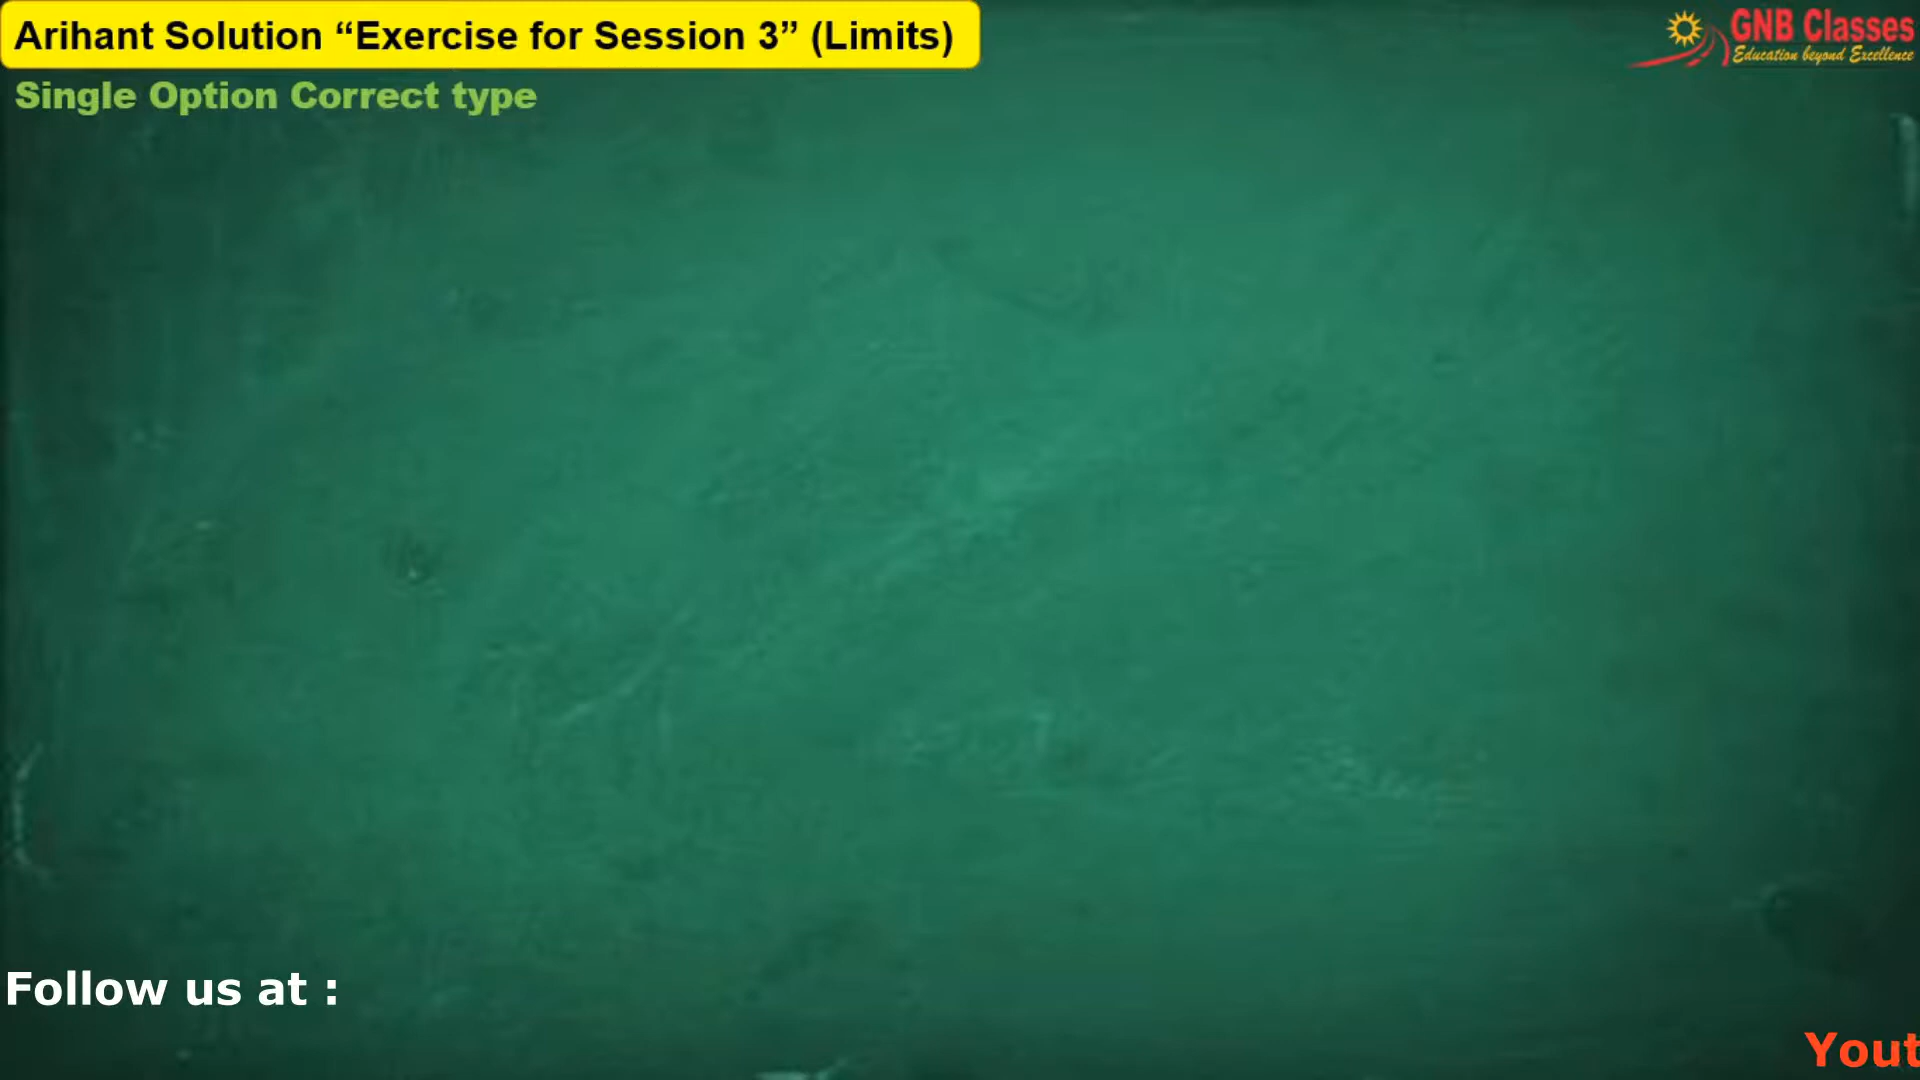 Arihant Solution “Exercise for Session 3” (Limits)
GNB Classes
Education beyond Excellence
Single Option Correct type
Follow us at :
Yout